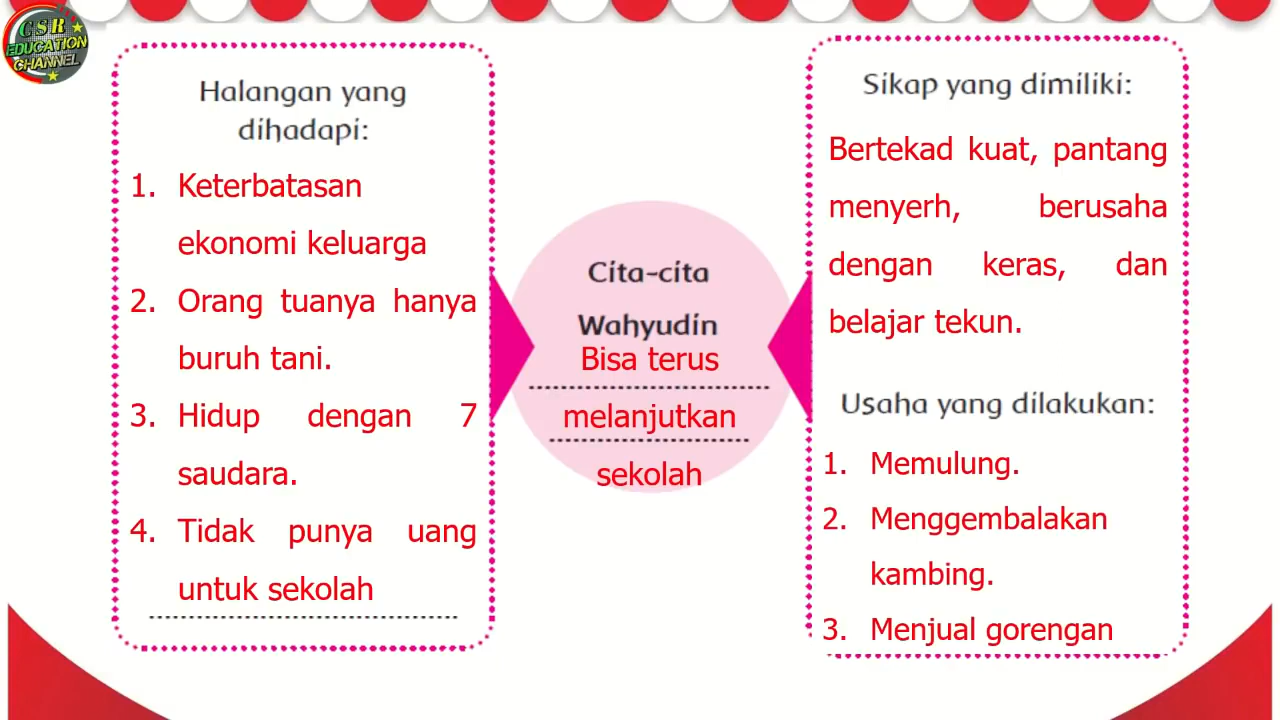 CSR
EDUCATION
CHANNEL
Halangan yang
dihadapi:
1. Keterbatasan
ekonomi keluarga
2. Orang tuanya hanya
buruh tani.
3. Hidup dengan 7
saudara.
4. Tidak punya uang
untuk sekolah
Cita-cita
Wahyudin
Bisa terus
melanjutkan
sekolah
Sikap yang dimiliki:
Bertekad kuat, pantang
menyerh, berusaha
dengan keras, dan
belajar tekun.
Usaha yang dilakukan:
1. Memulung.
2. Menggembalakan
kambing.
3. Menjual gorengan